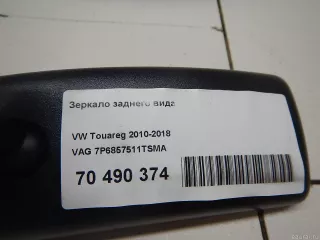 Зеркало заднего вида
VW Touareg 2010-2018
VAG 7P6857511TSMA
70 490 374